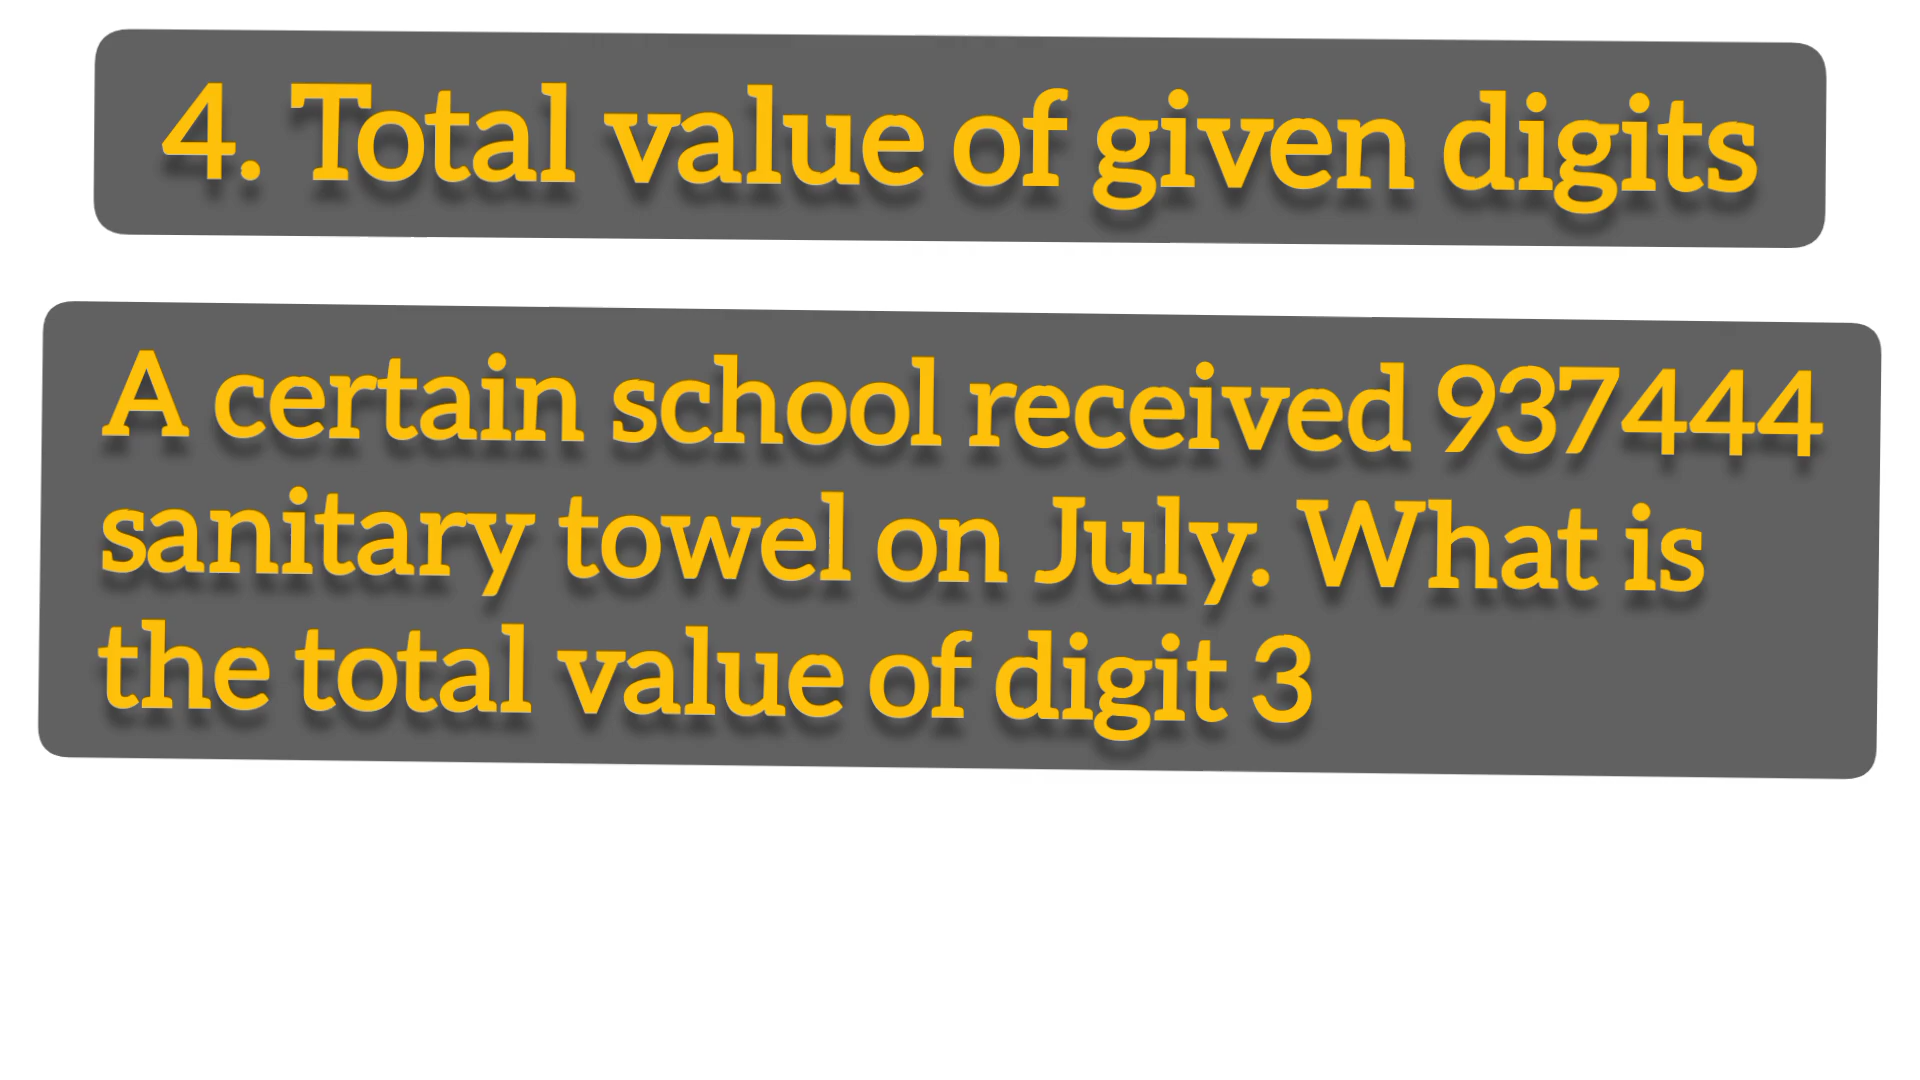 4. Total value of given digits
A certain school received 937444
sanitary towel on July. What is
the total value of digit 3